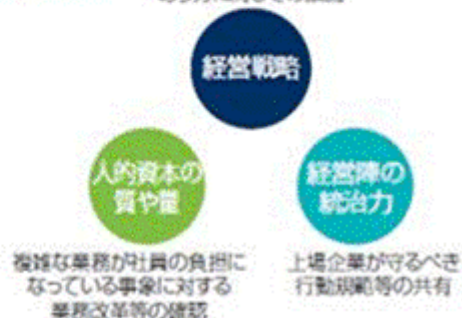 経営戦略
人的資本の
質や量
経営陣の
統治力
複雑な業務が社員の負担に
なっている事象に対する
業務改革等の確認
上場企業が守るべき
行動規範等の共有